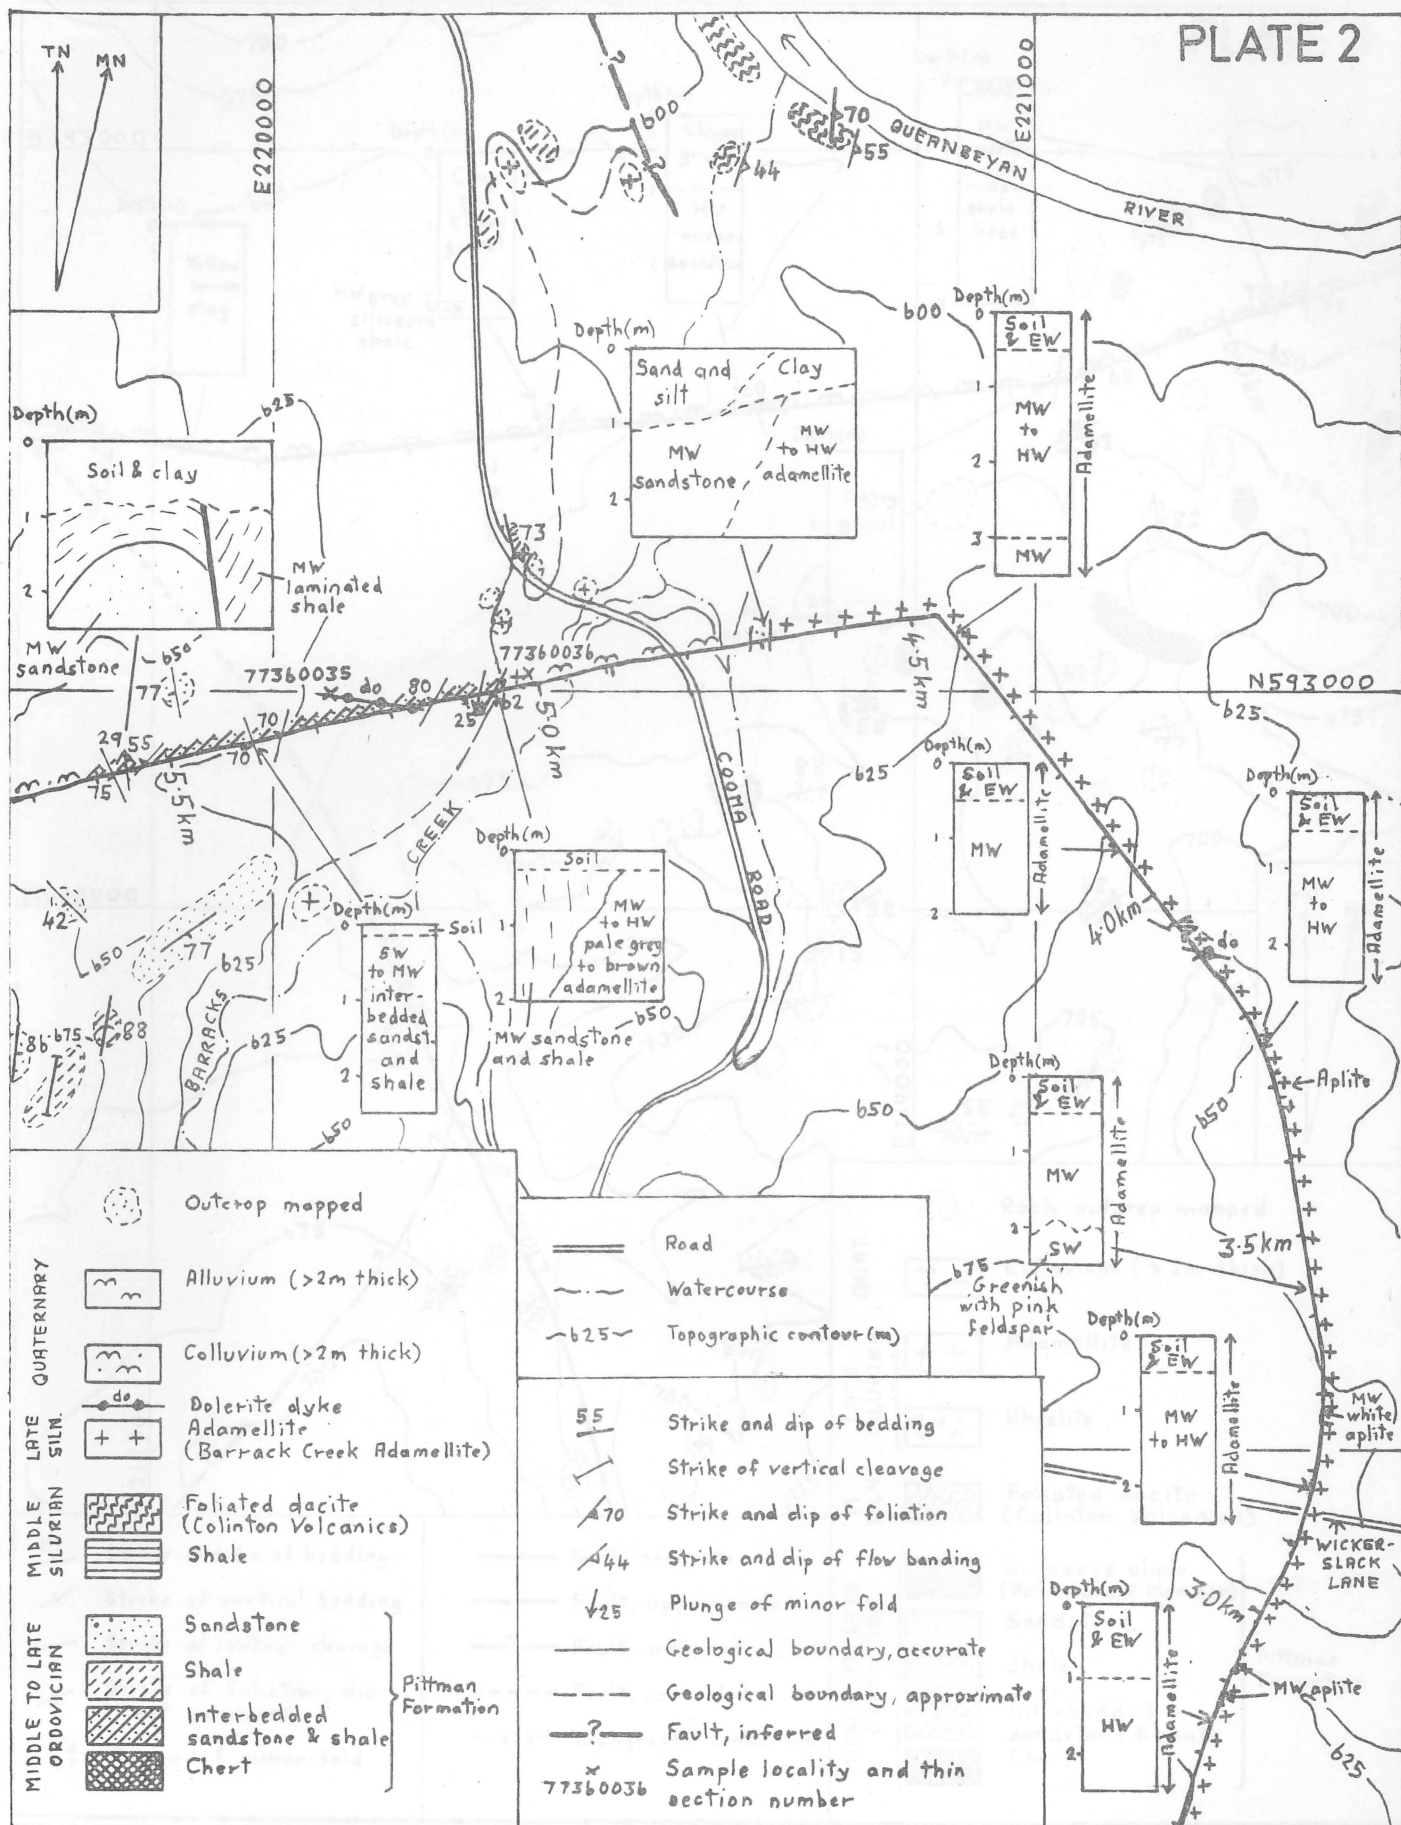 PLATE 2
TN
MN
E220000
E221000
N593000
600
QUEANBEYAN
RIVER
70
55
44
600
Depth(m)
0
1
2
3
Soil
& EW
MW
to
HW
MW
Adamellite
Depth(m)
0
1
2
Sand and
silt
Clay
MW
sandstone
MW
to HW
adamellite
625
Depth(m)
0
1
2
Soil & clay
MW
laminated
shale
MW
sandstone
73
650
77
77360035
do
80
77360036
62
25
5.0km
4.5km
29
55
75
70
70
5.5km
COOMA
ROAD
625
625
Depth(m)
0
1
2
Soil
& EW
MW
Adamellite
4.0km
do
Depth(m)
0
1
2
Soil
& EW
MW
to
HW
Adamellite
CREEK
BARRACKS
42
650
77
625
625
86
675
88
650
Depth(m)
0
1
2
Soil
SW
to MW
inter-
bedded
sandst.
and
shale
Depth(m)
0
1
2
Soil
MW
to HW
pale grey
to brown
adamellite
MW sandstone
and shale
650
650
Aplite
650
Depth(m)
0
1
2
Soil
& EW
MW
SW
Adamellite
Greenish
with pink
feldspar
675
3.5km
Depth(m)
0
1
2
Soil
& EW
MW
to HW
Adamellite
MW
white
aplite
WICKER-
SLACK
LANE
3.0km
Depth(m)
0
1
2
Soil
& EW
HW
Adamellite
MW aplite
625
QUATERNARY
LATE
SILN.
MIDDLE
SILURIAN
MIDDLE TO LATE
ORDOVICIAN
Outcrop mapped
Alluvium (>2m thick)
Colluvium (>2m thick)
do
Dolerite dyke
Adamellite
(Barrack Creek Adamellite)
Foliated dacite
(Colinton Volcanics)
Shale
Sandstone
Shale
Interbedded
sandstone & shale
Chert
Pittman
Formation
Road
Watercourse
625
Topographic contour (m)
55
Strike and dip of bedding
Strike of vertical cleavage
70
Strike and dip of foliation
44
Strike and dip of flow banding
25
Plunge of minor fold
Geological boundary, accurate
Geological boundary, approximate
?
Fault, inferred
77360036
Sample locality and thin
section number